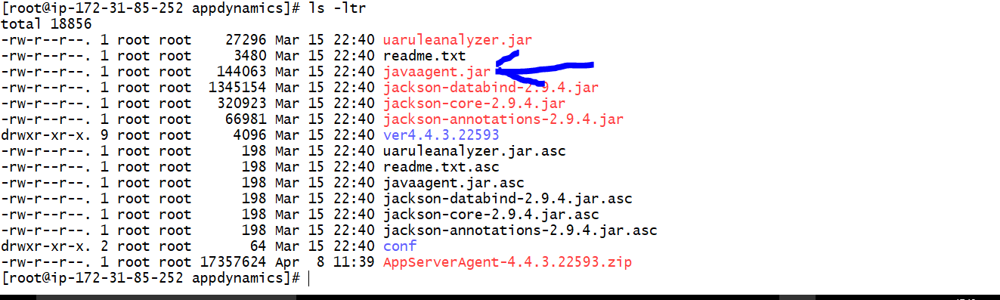 [root@ip-172-31-85-252 appdynamics]# ls -ltr
total 18856
-rw-r--r--. 1 root root    27296 Mar 15 22:40 uaruleanalyzer.jar
-rw-r--r--. 1 root root     3480 Mar 15 22:40 readme.txt
-rw-r--r--. 1 root root   144063 Mar 15 22:40 javaagent.jar
-rw-r--r--. 1 root root  1345154 Mar 15 22:40 jackson-databind-2.9.4.jar
-rw-r--r--. 1 root root   320923 Mar 15 22:40 jackson-core-2.9.4.jar
-rw-r--r--. 1 root root    66981 Mar 15 22:40 jackson-annotations-2.9.4.jar
drwxr-xr-x. 9 root root     4096 Mar 15 22:40 ver4.4.3.22593
-rw-r--r--. 1 root root      198 Mar 15 22:40 uaruleanalyzer.jar.asc
-rw-r--r--. 1 root root      198 Mar 15 22:40 readme.txt.asc
-rw-r--r--. 1 root root      198 Mar 15 22:40 javaagent.jar.asc
-rw-r--r--. 1 root root      198 Mar 15 22:40 jackson-databind-2.9.4.jar.asc
-rw-r--r--. 1 root root      198 Mar 15 22:40 jackson-core-2.9.4.jar.asc
-rw-r--r--. 1 root root      198 Mar 15 22:40 jackson-annotations-2.9.4.jar.asc
drwxr-xr-x. 2 root root       64 Mar 15 22:40 conf
-rw-r--r--. 1 root root 17357624 Apr  8 11:39 AppServerAgent-4.4.3.22593.zip
[root@ip-172-31-85-252 appdynamics]#